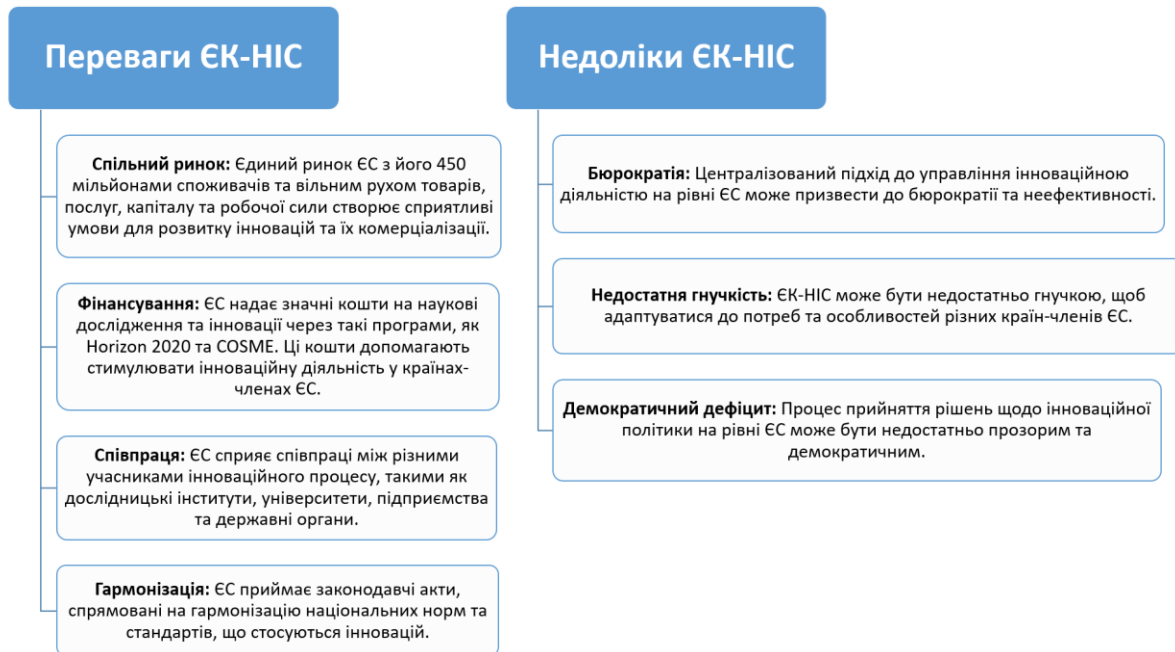 Переваги ЄК-НІС
Спільний ринок: Єдиний ринок ЄС з його 450
мільйонами споживачів та вільним рухом товарів,
послуг, капіталу та робочої сили створює сприятливі
умови для розвитку інновацій та їх комерціалізації.
Фінансування: ЄС надає значні кошти на наукові
дослідження та інновації через такі програми, як
Horizon 2020 та COSME. Ці кошти допомагають
стимулювати інноваційну діяльність у країнах-
членах ЄС.
Співпраця: ЄС сприяє співпраці між різними
учасниками інноваційного процесу, такими як
дослідницькі інститути, університети, підприємства
та державні органи.
Гармонізація: ЄС приймає законодавчі акти,
спрямовані на гармонізацію національних норм та
стандартів, що стосуються інновацій.
Недоліки ЄК-НІС
Бюрократія: Централізований підхід до управління інноваційною
діяльністю на рівні ЄС може призвести до бюрократії та неефективності.
Недостатня гнучкість: ЄК-НІС може бути недостатньо гнучкою, щоб
адаптуватися до потреб та особливостей різних країн-членів ЄС.
Демократичний дефіцит: Процес прийняття рішень щодо інноваційної
політики на рівні ЄС може бути недостатньо прозорим та
демократичним.